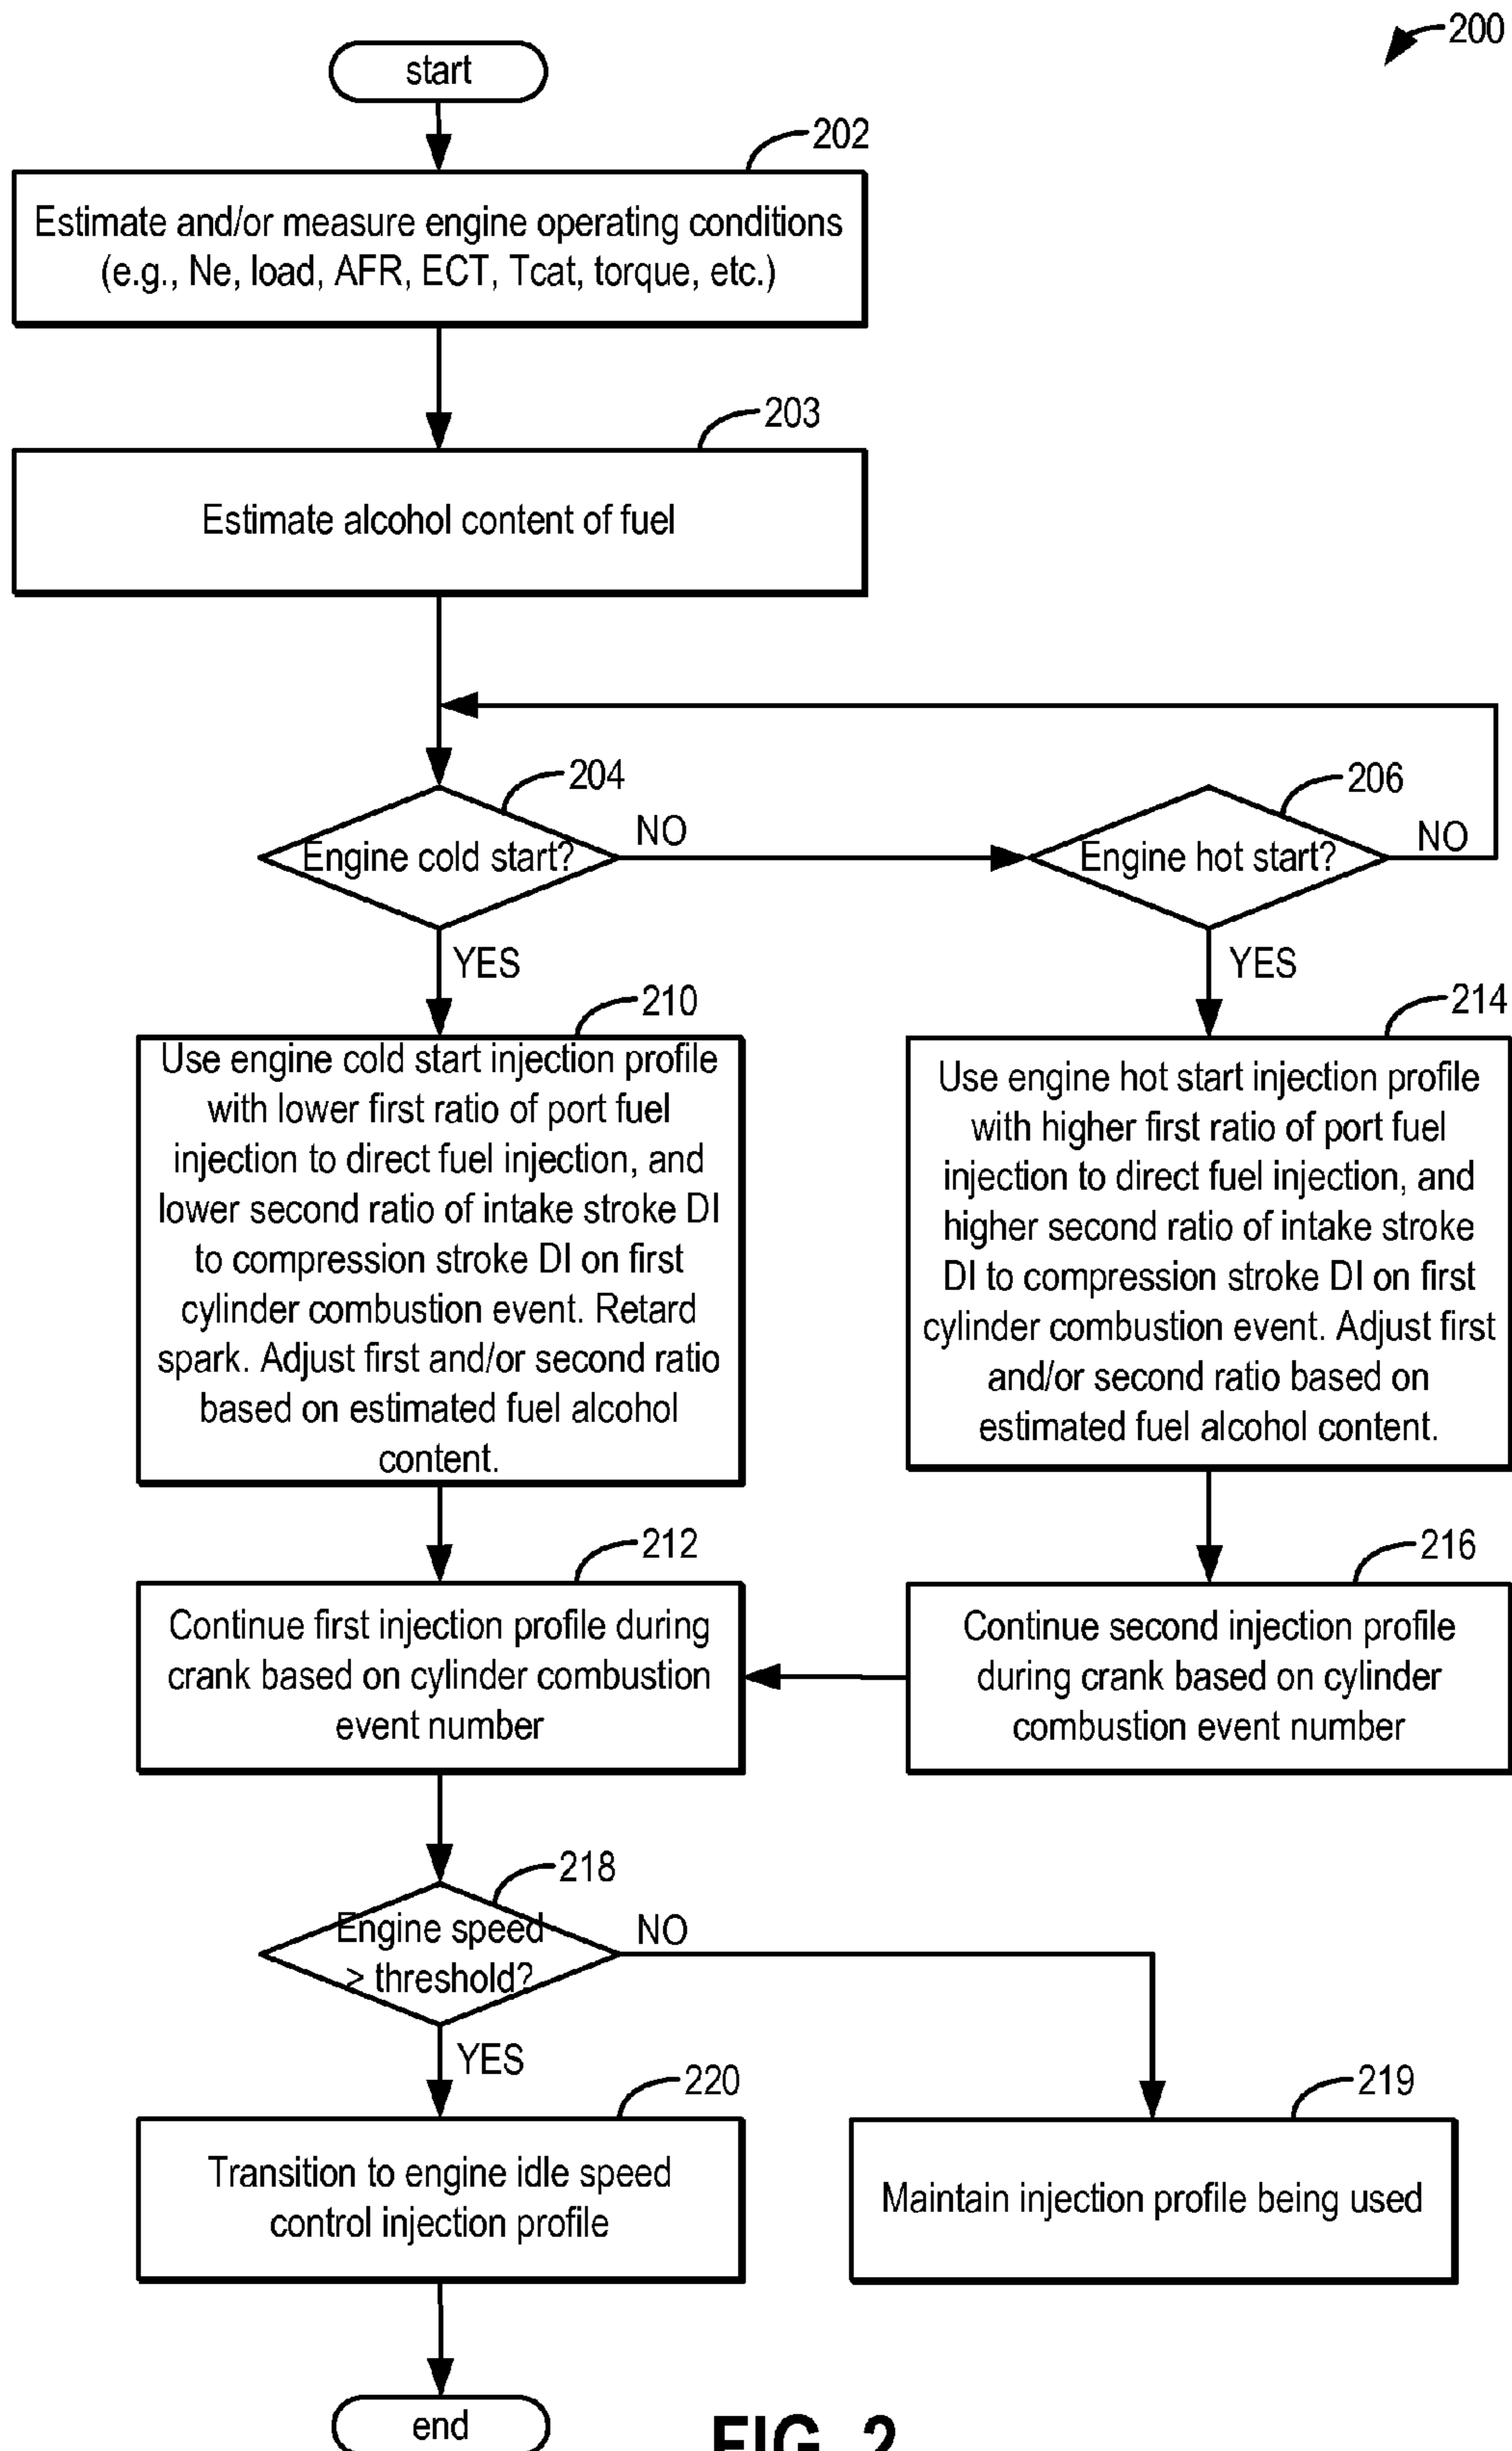 200
start
202
Estimate and/or measure engine operating conditions
(e.g., Ne, load, AFR, ECT, Tcat, torque, etc.)
203
Estimate alcohol content of fuel
204
Engine cold start?
NO
206
Engine hot start?
NO
YES
YES
210
Use engine cold start injection profile
with lower first ratio of port fuel
injection to direct fuel injection, and
lower second ratio of intake stroke DI
to compression stroke DI on first
cylinder combustion event. Retard
spark. Adjust first and/or second ratio
based on estimated fuel alcohol
content.
214
Use engine hot start injection profile
with higher first ratio of port fuel
injection to direct fuel injection, and
higher second ratio of intake stroke
DI to compression stroke DI on first
cylinder combustion event. Adjust first
and/or second ratio based on
estimated fuel alcohol content.
212
Continue first injection profile during
crank based on cylinder combustion
event number
216
Continue second injection profile
during crank based on cylinder
combustion event number
218
Engine speed
> threshold?
NO
YES
220
Transition to engine idle speed
control injection profile
219
Maintain injection profile being used
end
FIG. 2